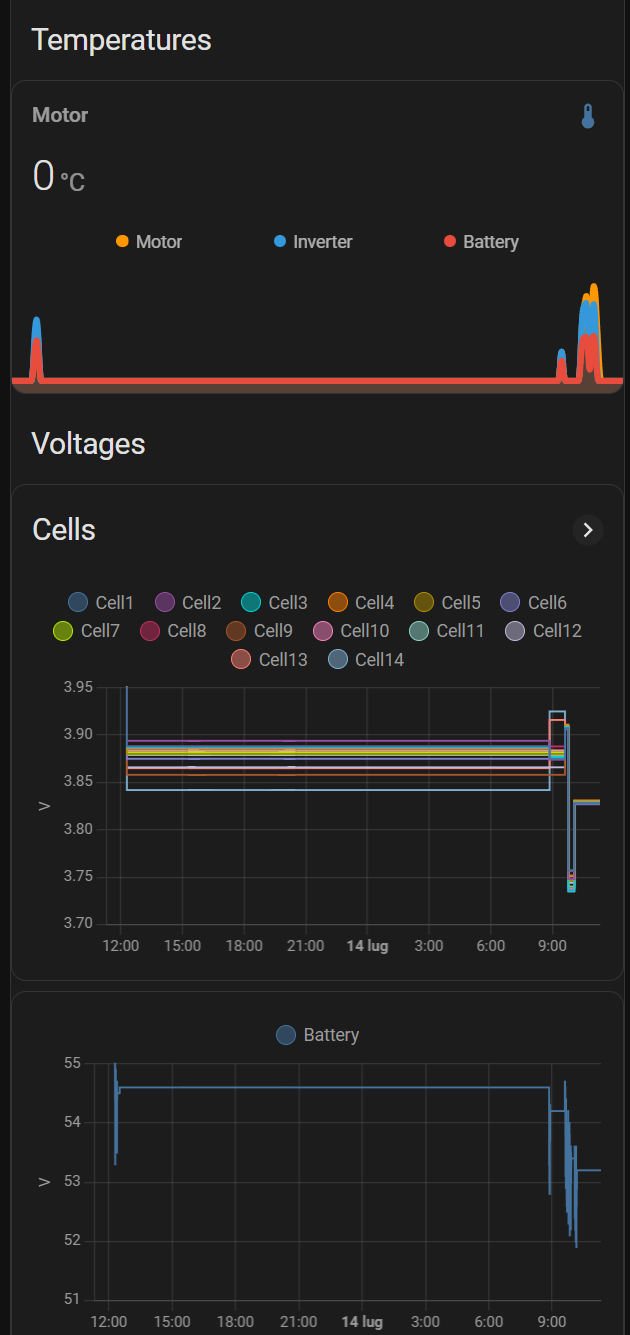 Temperatures
Motor
0 °C
Motor Inverter Battery
Voltages
Cells
Cell1 Cell2 Cell3 Cell4 Cell5 Cell6
Cell7 Cell8 Cell9 Cell10 Cell11 Cell12
Cell13 Cell14
3.95
3.90
3.85
V
3.80
3.75
3.70
12:00 15:00 18:00 21:00 14 lug 3:00 6:00 9:00
Battery
55
54
V
53
52
51
12:00 15:00 18:00 21:00 14 lug 3:00 6:00 9:00